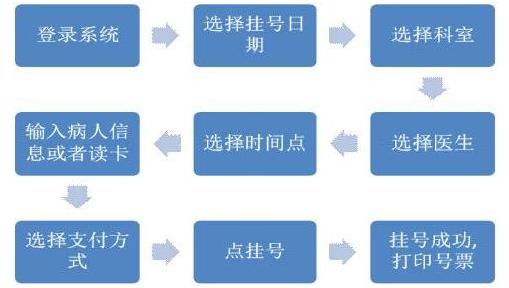 登录系统
选择挂号日
期
选择科室
选择医生
选择时间点
输入病人信
息或者读卡
选择支付方
式
点挂号
挂号成功,
打印号票